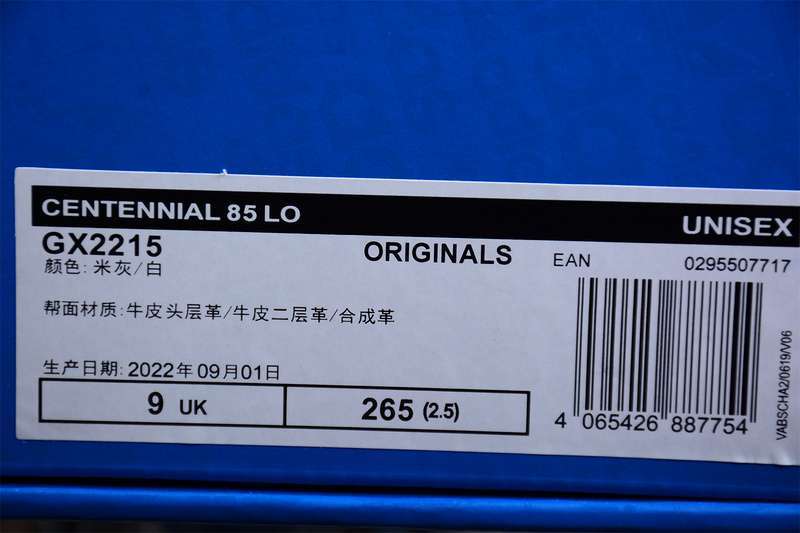 CENTENNIAL 85 LO
UNISEX
GX2215
ORIGINALS
EAN
0295507717
颜色: 米灰/白
帮面材质:牛皮头层革/牛皮二层革/合成革
生产日期: 2022年09月01日
9 UK
265 (2.5)
4 065426 887754
VABSCHA2/0619/V06